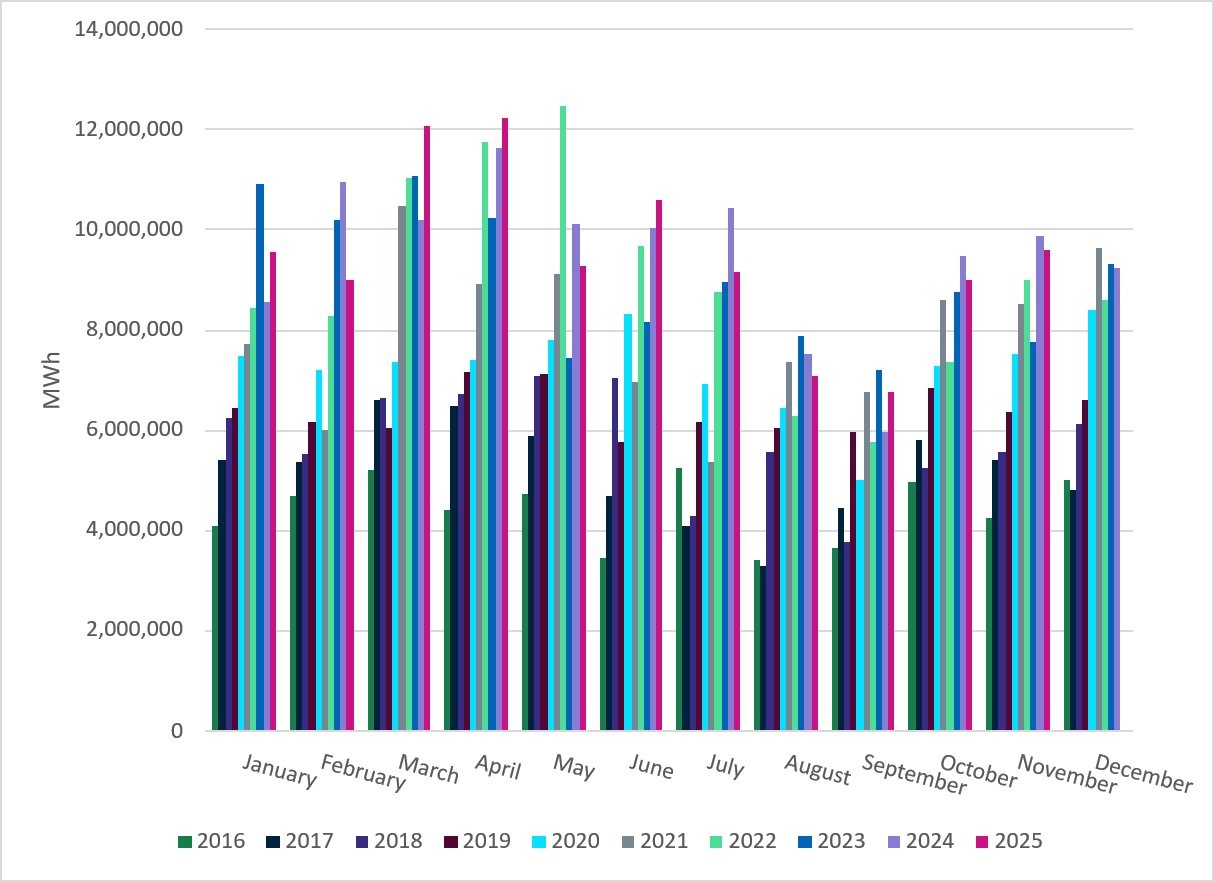 14,000,000
12,000,000
10,000,000
8,000,000
6,000,000
4,000,000
2,000,000
0
MWh
January February March April May June July August September October November December
2016 2017 2018 2019 2020 2021 2022 2023 2024 2025